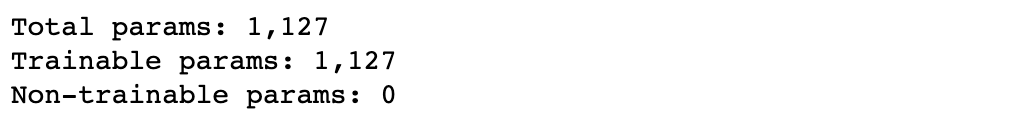 Total params: 1,127
Trainable params: 1,127
Non-trainable params: 0